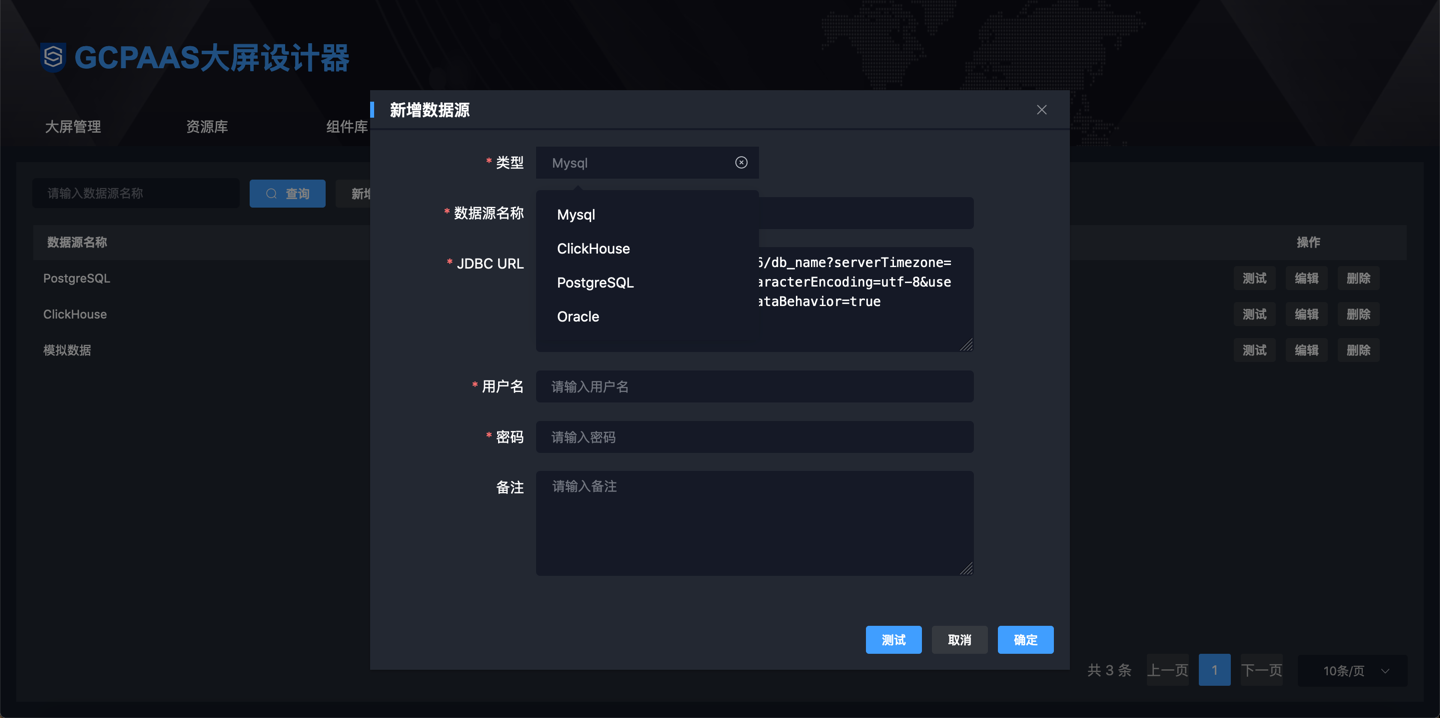 GCPAAS大屏设计器
大屏管理
资源库
组件库
请输入数据源名称
查询
新增
数据源名称
操作
PostgreSQL
测试 编辑 删除
ClickHouse
测试 编辑 删除
模拟数据
测试 编辑 删除
新增数据源
* 类型
Mysql
Mysql
ClickHouse
PostgreSQL
Oracle
* 数据源名称
* JDBC URL
6/db_name?serverTimezone=
aracterEncoding=utf-8&use
ataBehavior=true
* 用户名
请输入用户名
* 密码
请输入密码
备注
请输入备注
测试
取消
确定
共 3 条
上一页
1
下一页
10条/页